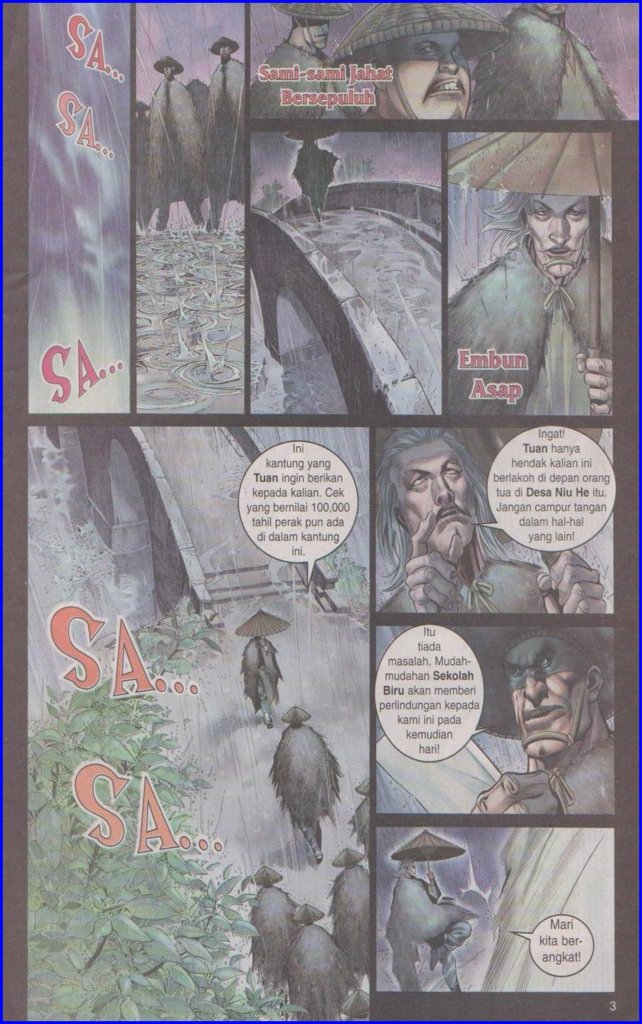 SA...
SA...
SA...
Sami-sami Jahat
Bersepuluh
Embun
Asap
Ini
kantung yang
Tuan ingin berikan
kepada kalian. Cek
yang bernilai 100,000
tahil perak pun ada
di dalam kantung
ini.
SA...
SA...
Ingat!
Tuan hanya
hendak kalian ini
berlakoh di depan orang
tua di Desa Niu He itu.
Jangan campur tangan
dalam hal-hal
yang lain!
Itu
tiada
masalah. Mudah-
mudahan Sekolah
Biru akan memberi
perlindungan kepada
kami ini pada
kemudian
hari!
Mari
kita ber-
angkat!
3